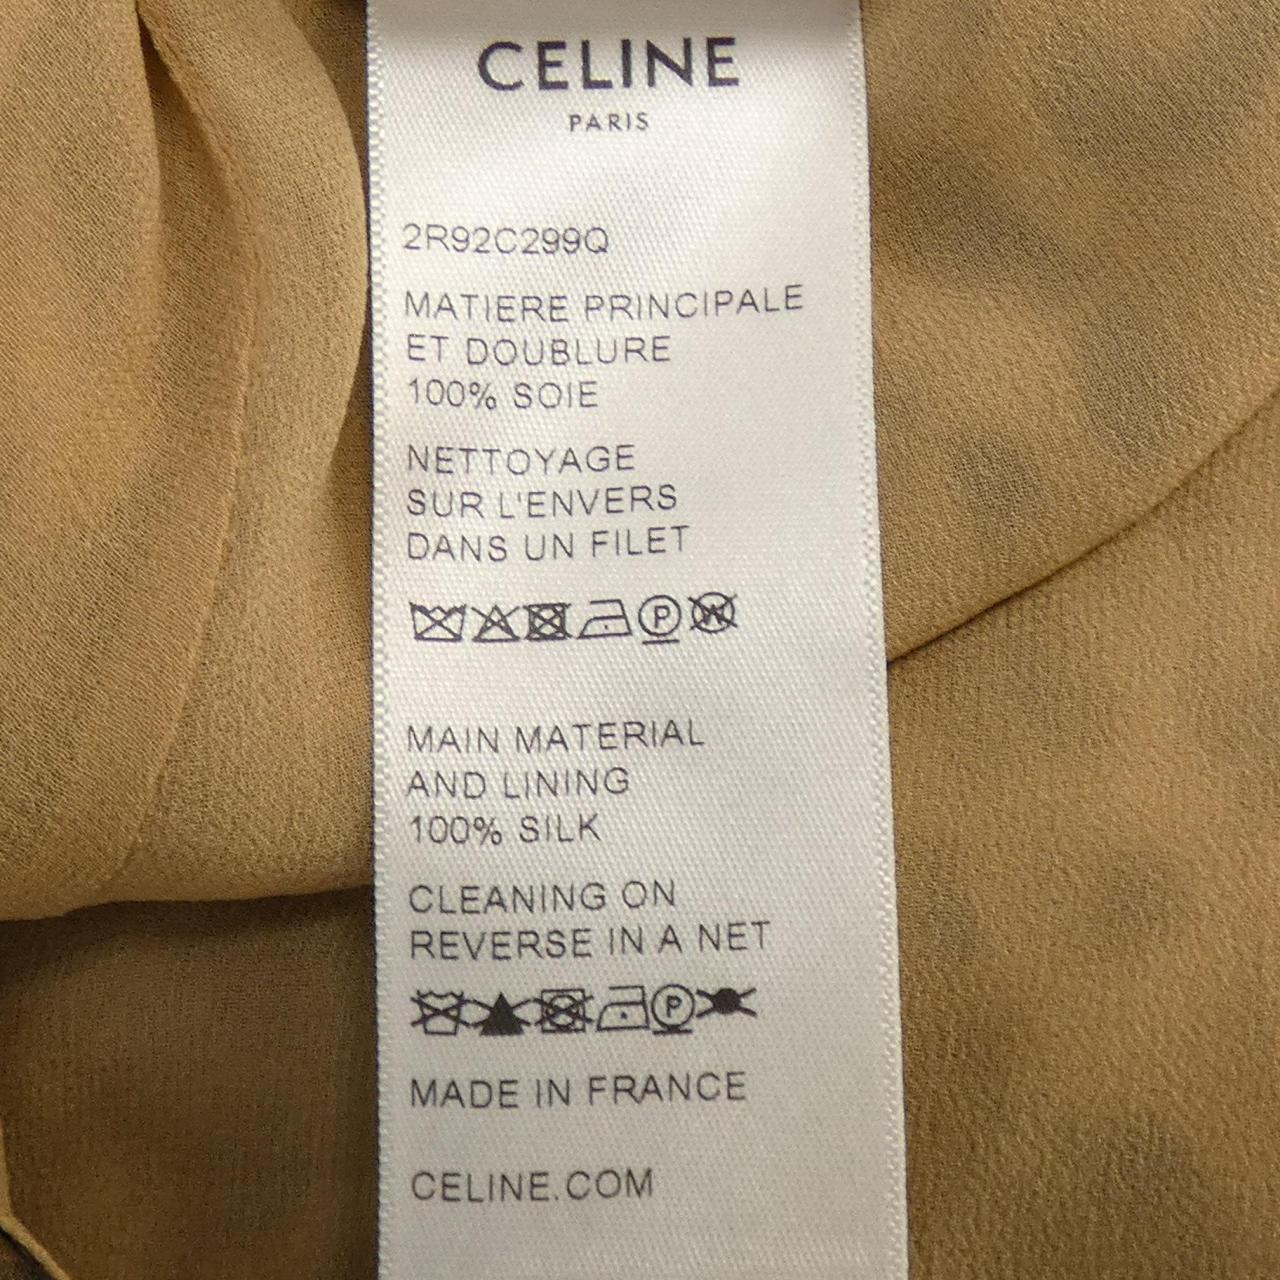 CELINE
PARIS
2R92C299Q
MATIERE PRINCIPALE
ET DOUBLURE
100% SOIE
NETTOYAGE
SUR L'ENVERS
DANS UN FILET
P W
MAIN MATERIAL
AND LINING
100% SILK
CLEANING ON
REVERSE IN A NET
P
MADE IN FRANCE
CELINE.COM